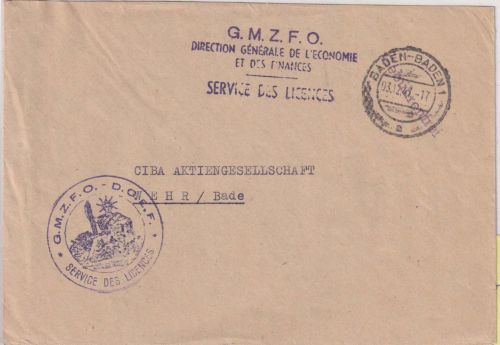 G.M.Z.F.O.
DIRECTION GÉNÉRALE DE L'ECONOMIE
ET DES FINANCES
SERVICE DES LICENCES
BADEN-BADEN 1
a
CIBA AKTIENGESELLSCHAFT
WEHR / Bade
* G.M.Z.F.O. - D.G.E.F. *
SERVICE DES LICENCES